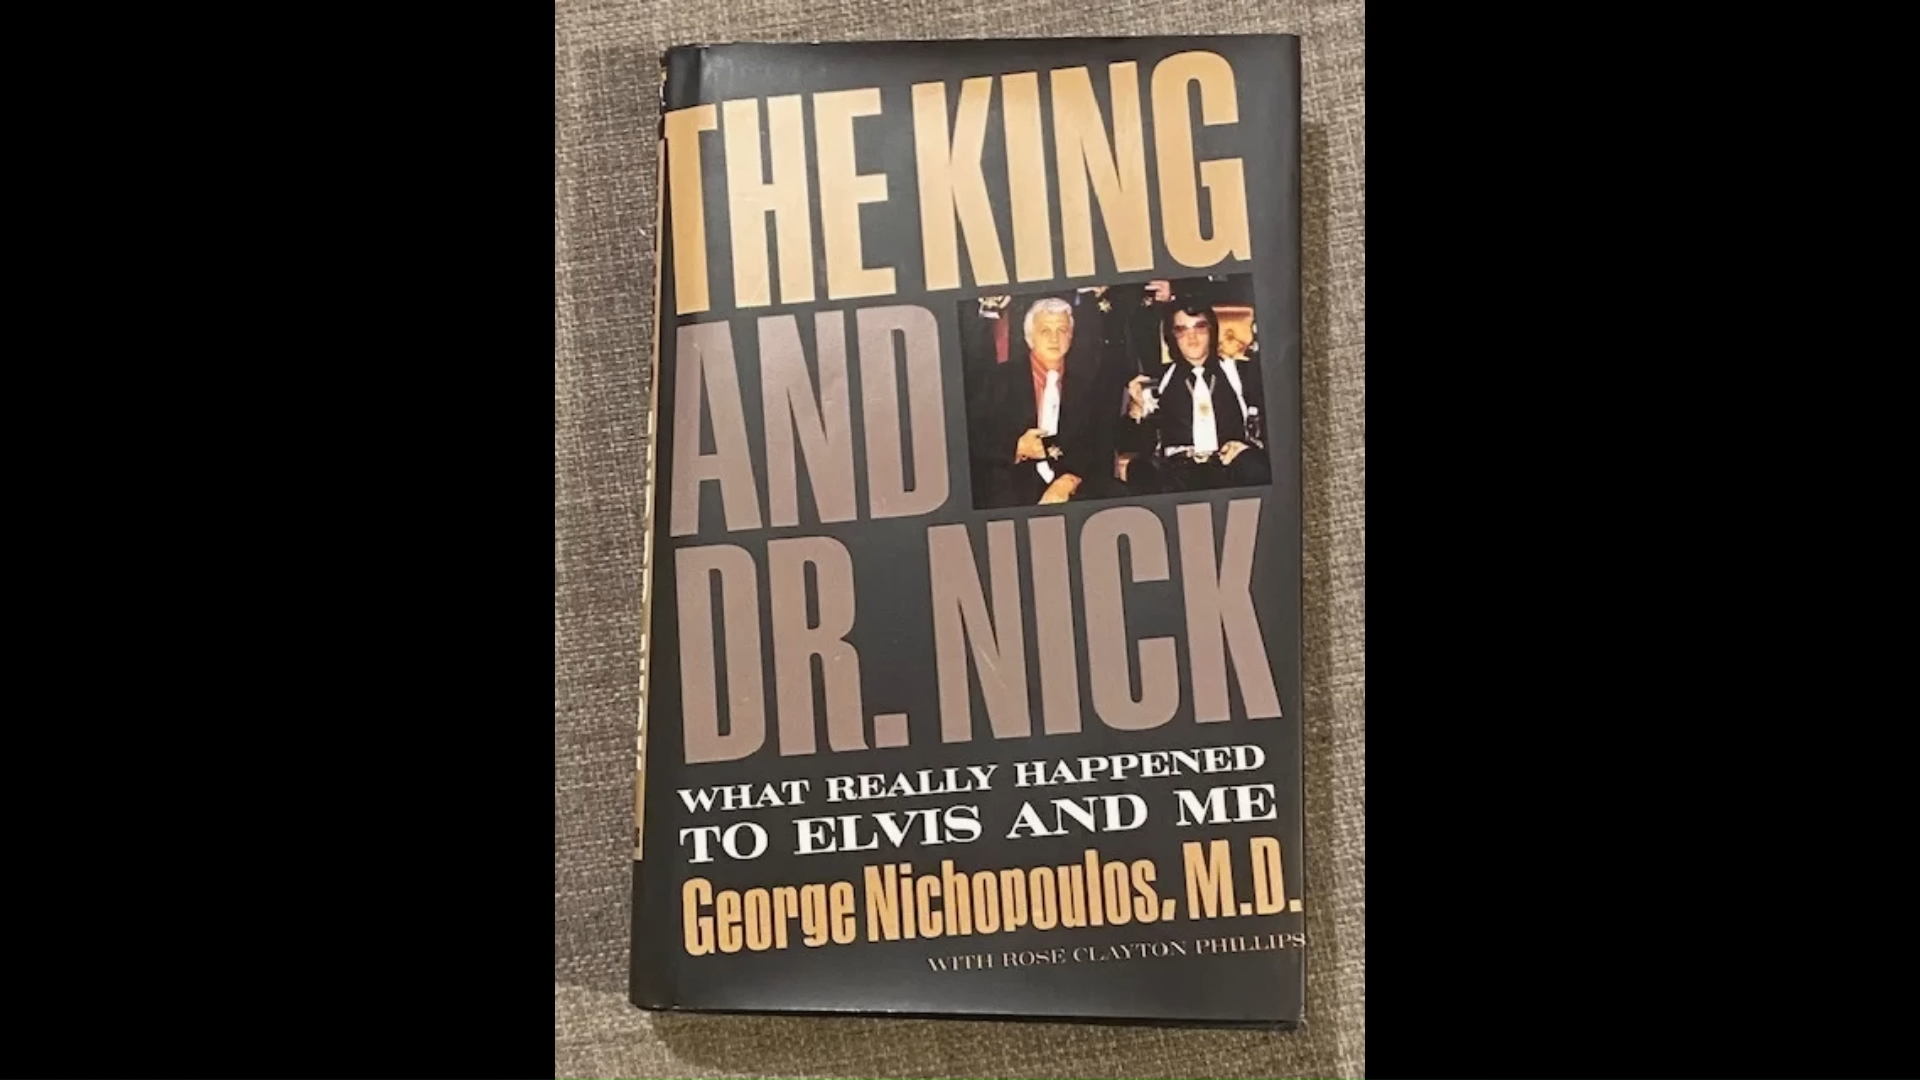 THE KING
AND
DR. NICK
WHAT REALLY HAPPENED
TO ELVIS AND ME
George Nichopoulos, M.D.
WITH ROSE CLAYTON PHILLIPS